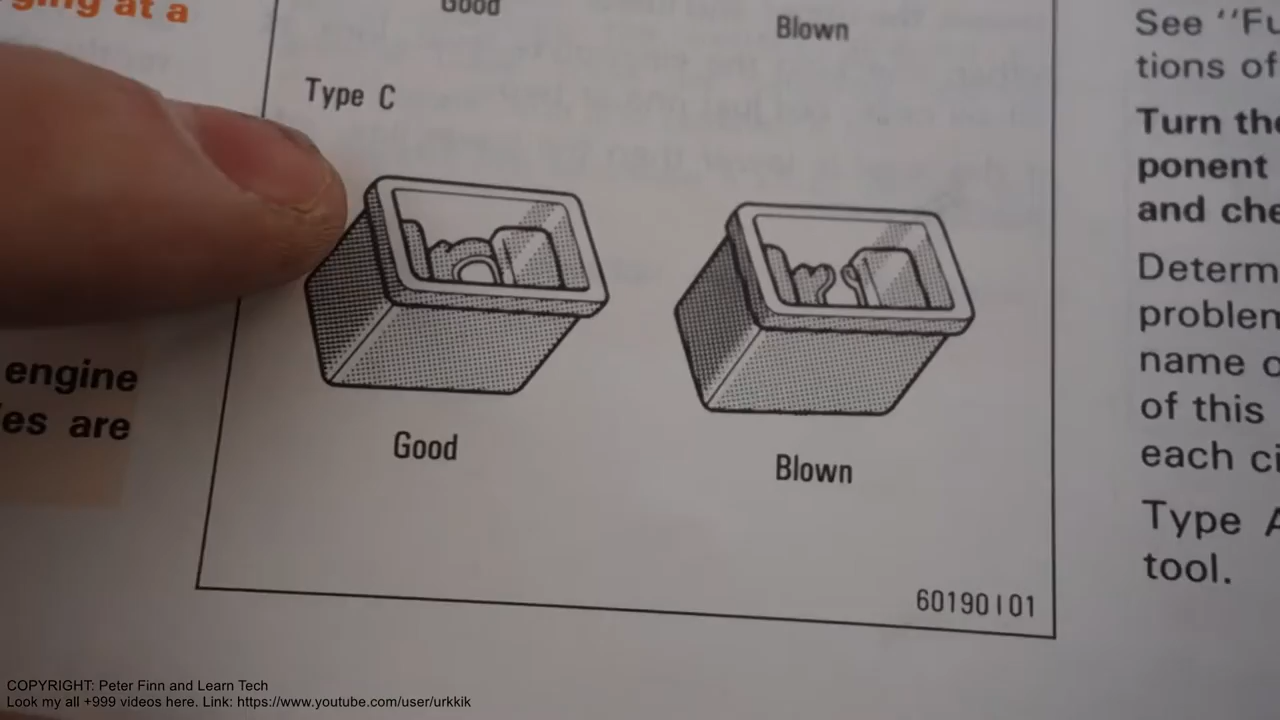 at a
Good
Blown
Type C
Good
Blown
60190101
engine
are
See "Fu
tions of
Turn the
ponent
and che
Determ
problem
name o
of this
each ci
Type A
tool.
COPYRIGHT: Peter Finn and Learn Tech
Look my all +999 videos here. Link: https://www.youtube.com/user/urkkik